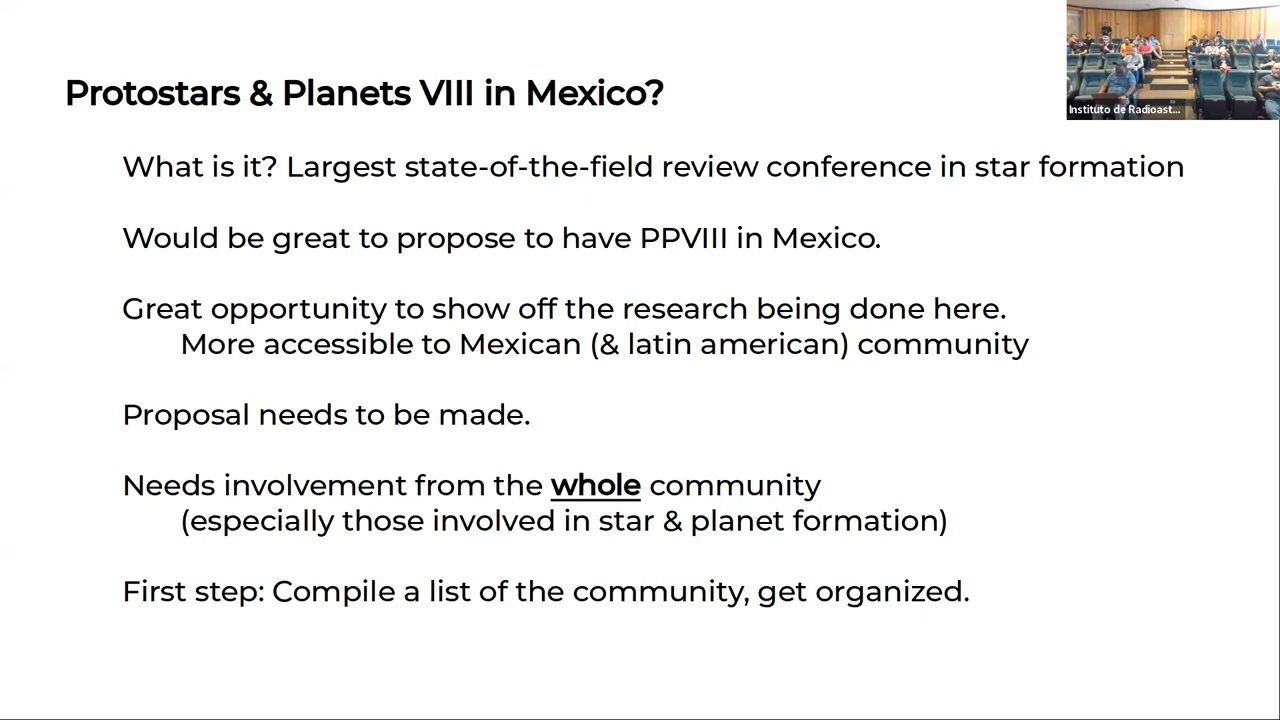 Protostars & Planets VIII in Mexico?
Instituto de Radioast...
What is it? Largest state-of-the-field review conference in star formation
Would be great to propose to have PPVIII in Mexico.
Great opportunity to show off the research being done here.
More accessible to Mexican (& latin american) community
Proposal needs to be made.
Needs involvement from the whole community
(especially those involved in star & planet formation)
First step: Compile a list of the community, get organized.